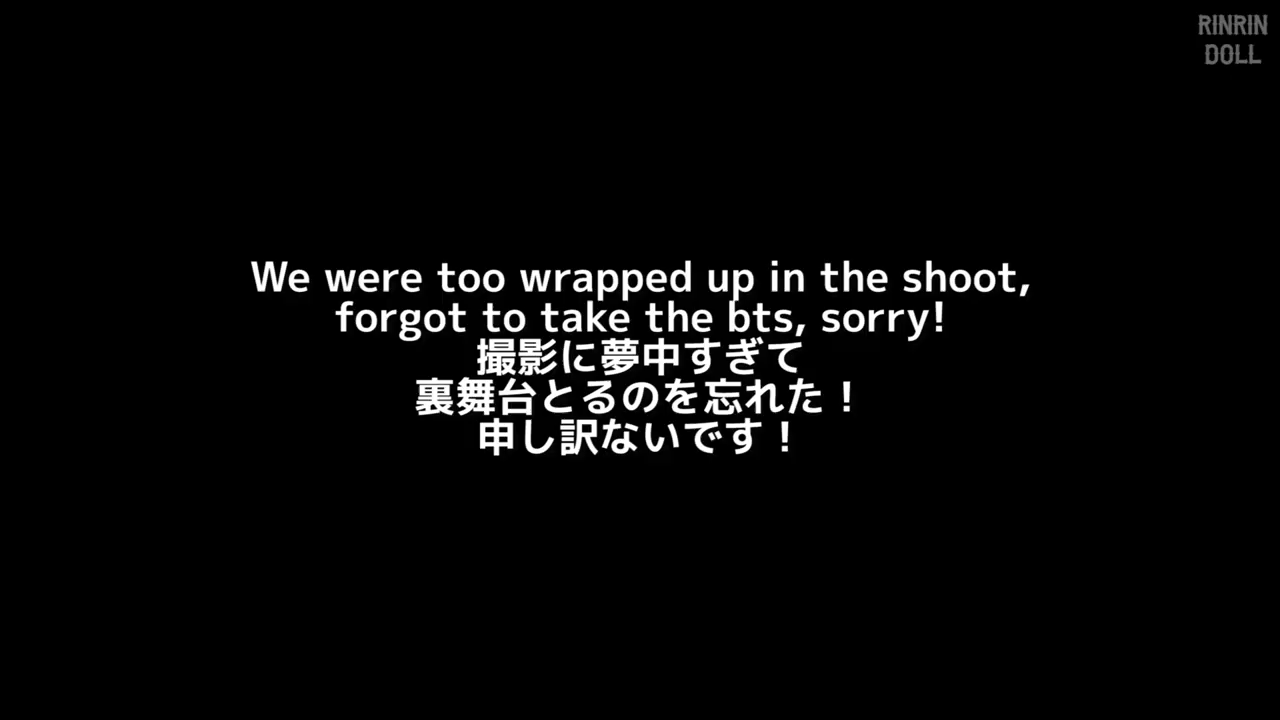 RINRIN
DOLL
We were too wrapped up in the shoot,
forgot to take the bts, sorry!
撮影に夢中すぎて
裏舞台とるのを忘れた！
申し訳ないです！